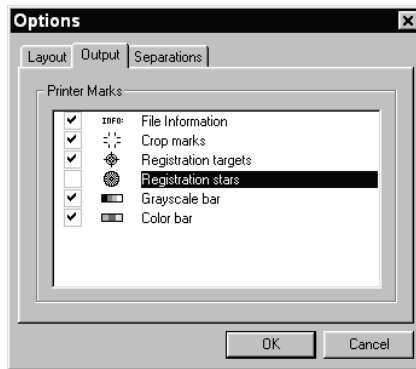 Options
Layout Output Separations
Printer Marks
INFO: File Information
Crop marks
Registration targets
Registration stars
Grayscale bar
Color bar
OK Cancel